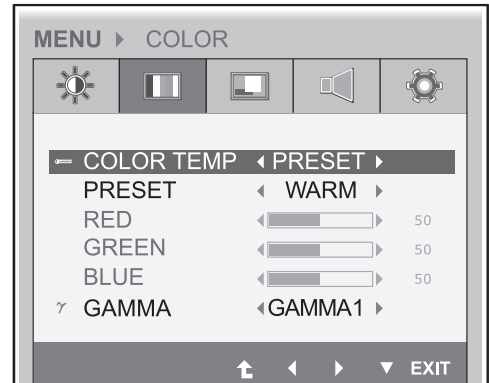 MENU ▶ COLOR
COLOR TEMP ◀ PRESET ▶
PRESET ◀ WARM ▶
RED 50
GREEN 50
BLUE 50
γ GAMMA ◀ GAMMA1 ▶
◀ ▶ ▼ EXIT